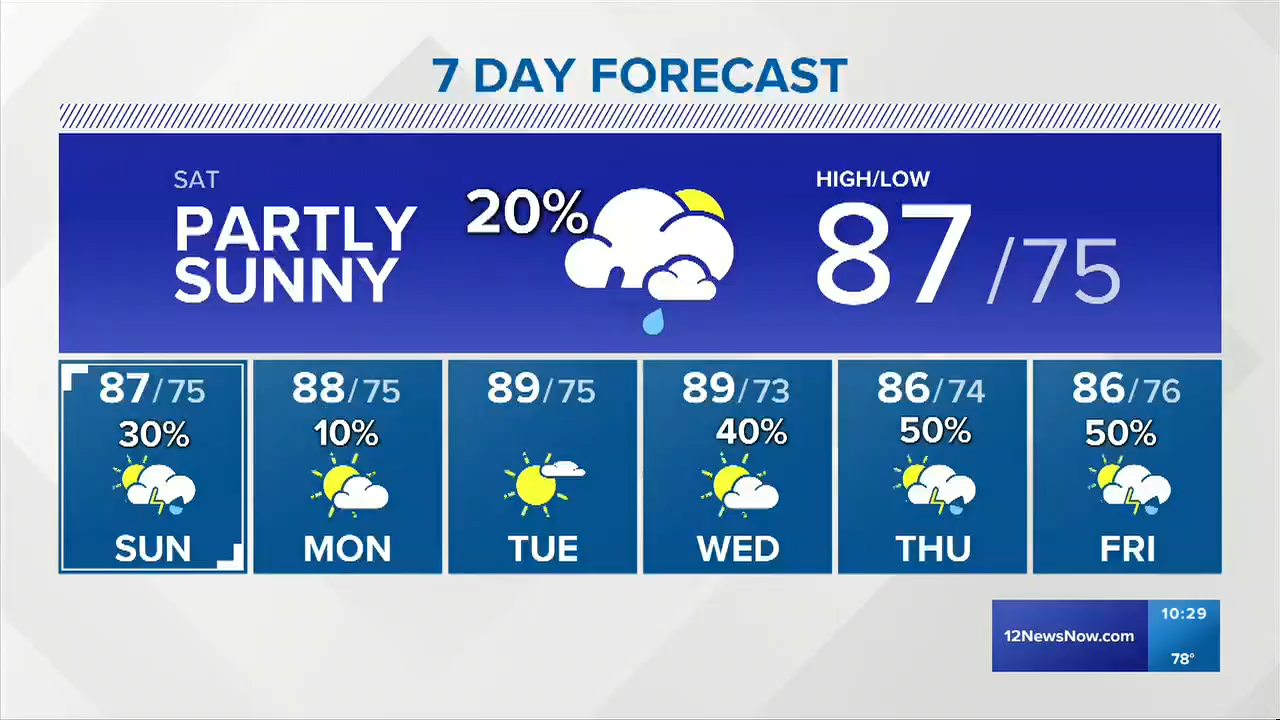 7 DAY FORECAST
SAT
PARTLY
SUNNY
20%
HIGH/LOW
87/75
87/75
30%
SUN
88/75
10%
MON
89/75
TUE
89/73
40%
WED
86/74
50%
THU
86/76
50%
FRI
12NewsNow.com
10:29
78°